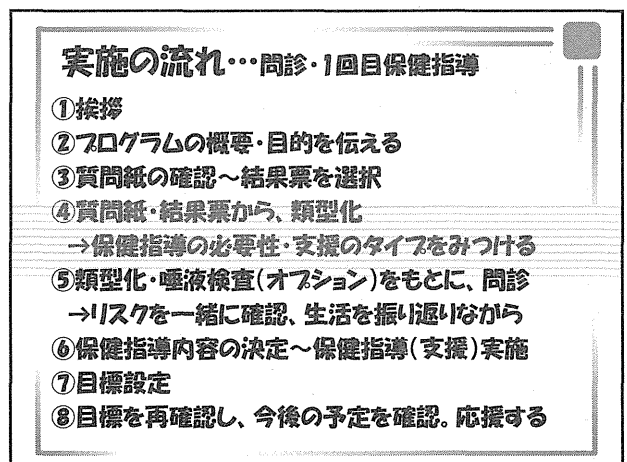 実施の流れ…問診・1回目保健指導
①挨拶
②プログラムの概要・目的を伝える
③質問紙の確認～結果票を選択
④質問紙・結果票から、類型化
→保健指導の必要性・支援のタイプをみつける
⑤類型化・唾液検査(オプション)をもとに、問診
→リスクを一緒に確認、生活を振り返りながら
⑥保健指導内容の決定～保健指導(支援)実施
⑦目標設定
⑧目標を再確認し、今後の予定を確認。応援する